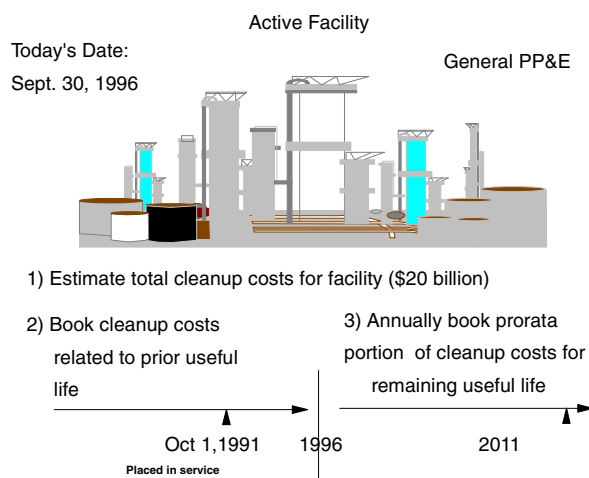 Active Facility
Today's Date:
Sept. 30, 1996
General PP&E
1) Estimate total cleanup costs for facility ($20 billion)
2) Book cleanup costs
related to prior useful
life
3) Annually book prorata
portion of cleanup costs for
remaining useful life
Oct 1,1991
1996
2011
Placed in service